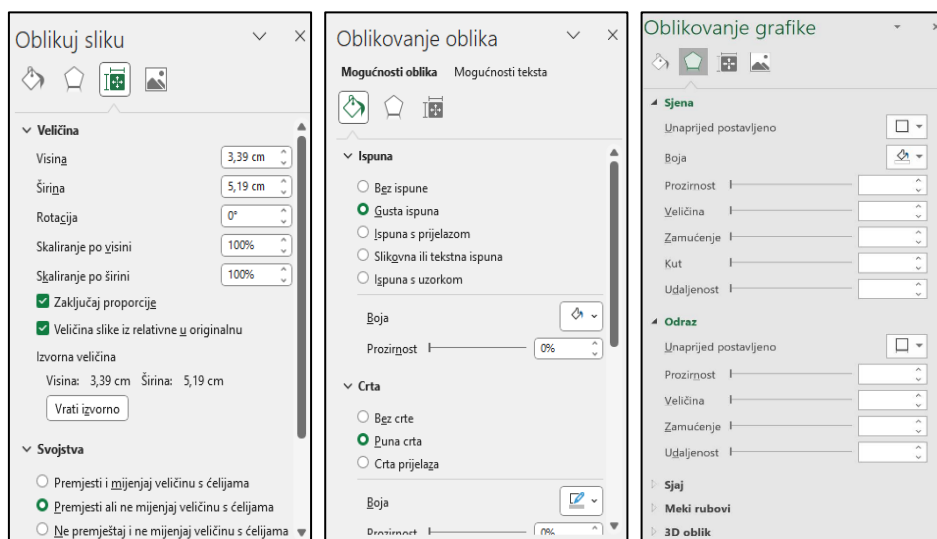 Oblikuj sliku
Veličina
Visina 3,39 cm
Širina 5,19 cm
Rotacija 0°
Skaliranje po visini 100%
Skaliranje po širini 100%
Zaključaj proporcije
Veličina slike iz relativne u originalnu
Izvorna veličina
Visina: 3,39 cm Širina: 5,19 cm
Vrati izvorno
Svojstva
Premjesti i mijenjaj veličinu s ćelijama
Premjesti ali ne mijenjaj veličinu s ćelijama
Ne premještaj i ne mijenjaj veličinu s ćelijama
Oblikovanje oblika
Mogućnosti oblika Mogućnosti teksta
Ispuna
Bez ispune
Gusta ispuna
Ispuna s prijelazom
Slikovna ili tekstna ispuna
Ispuna s uzorkom
Boja
Prozirnost 0%
Crta
Bez crte
Puna crta
Crta prijelaza
Boja
Prozirnost 0%
Oblikovanje grafike
Sjena
Unaprijed postavljeno
Boja
Prozirnost
Veličina
Zamućenje
Kut
Udaljenost
Odraz
Unaprijed postavljeno
Prozirnost
Veličina
Zamućenje
Udaljenost
Sjaj
Meki rubovi
3D oblik